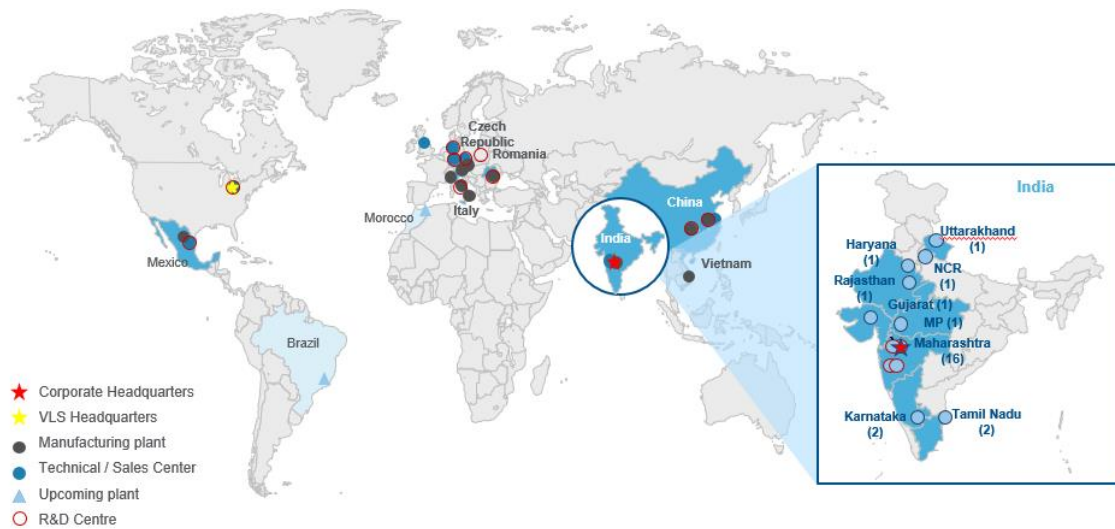 Czech
Republic
Romania
Italy
Morocco
Mexico
Brazil
China
India
Vietnam
India
Uttarakhand
(1)
Haryana
(1)
NCR
(1)
Rajasthan
(1)
Gujarat (1)
MP (1)
Maharashtra
(16)
Karnataka
(2)
Tamil Nadu
(2)
Corporate Headquarters
VLS Headquarters
Manufacturing plant
Technical / Sales Center
Upcoming plant
R&D Centre